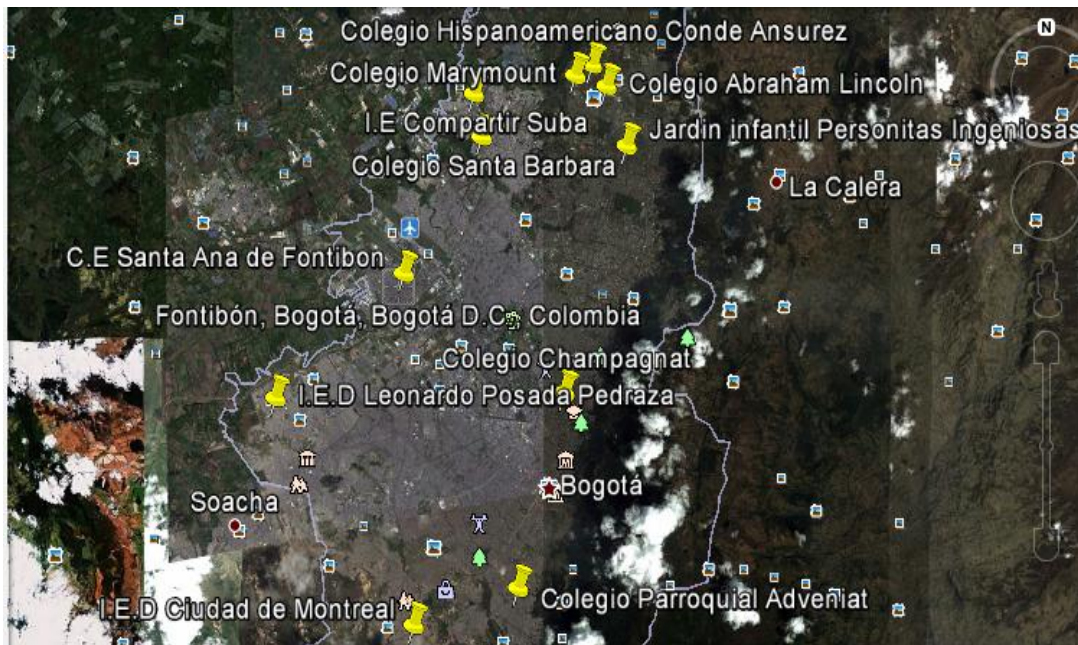 N
Colegio Hispanoamericano Conde Ansurez
Colegio Marymount
Colegio Abraham Lincoln
I.E Compartir Suba
Jardin infantil Personitas Ingeniosas
Colegio Santa Barbara
La Calera
C.E Santa Ana de Fontibon
Fontibón, Bogotá, Bogotá D.C., Colombia
Colegio Champagnat
I.E.D Leonardo Posada Pedraza
Bogotá
Soacha
I.E.D Ciudad de Montreal
Colegio Parroquial Adveniat